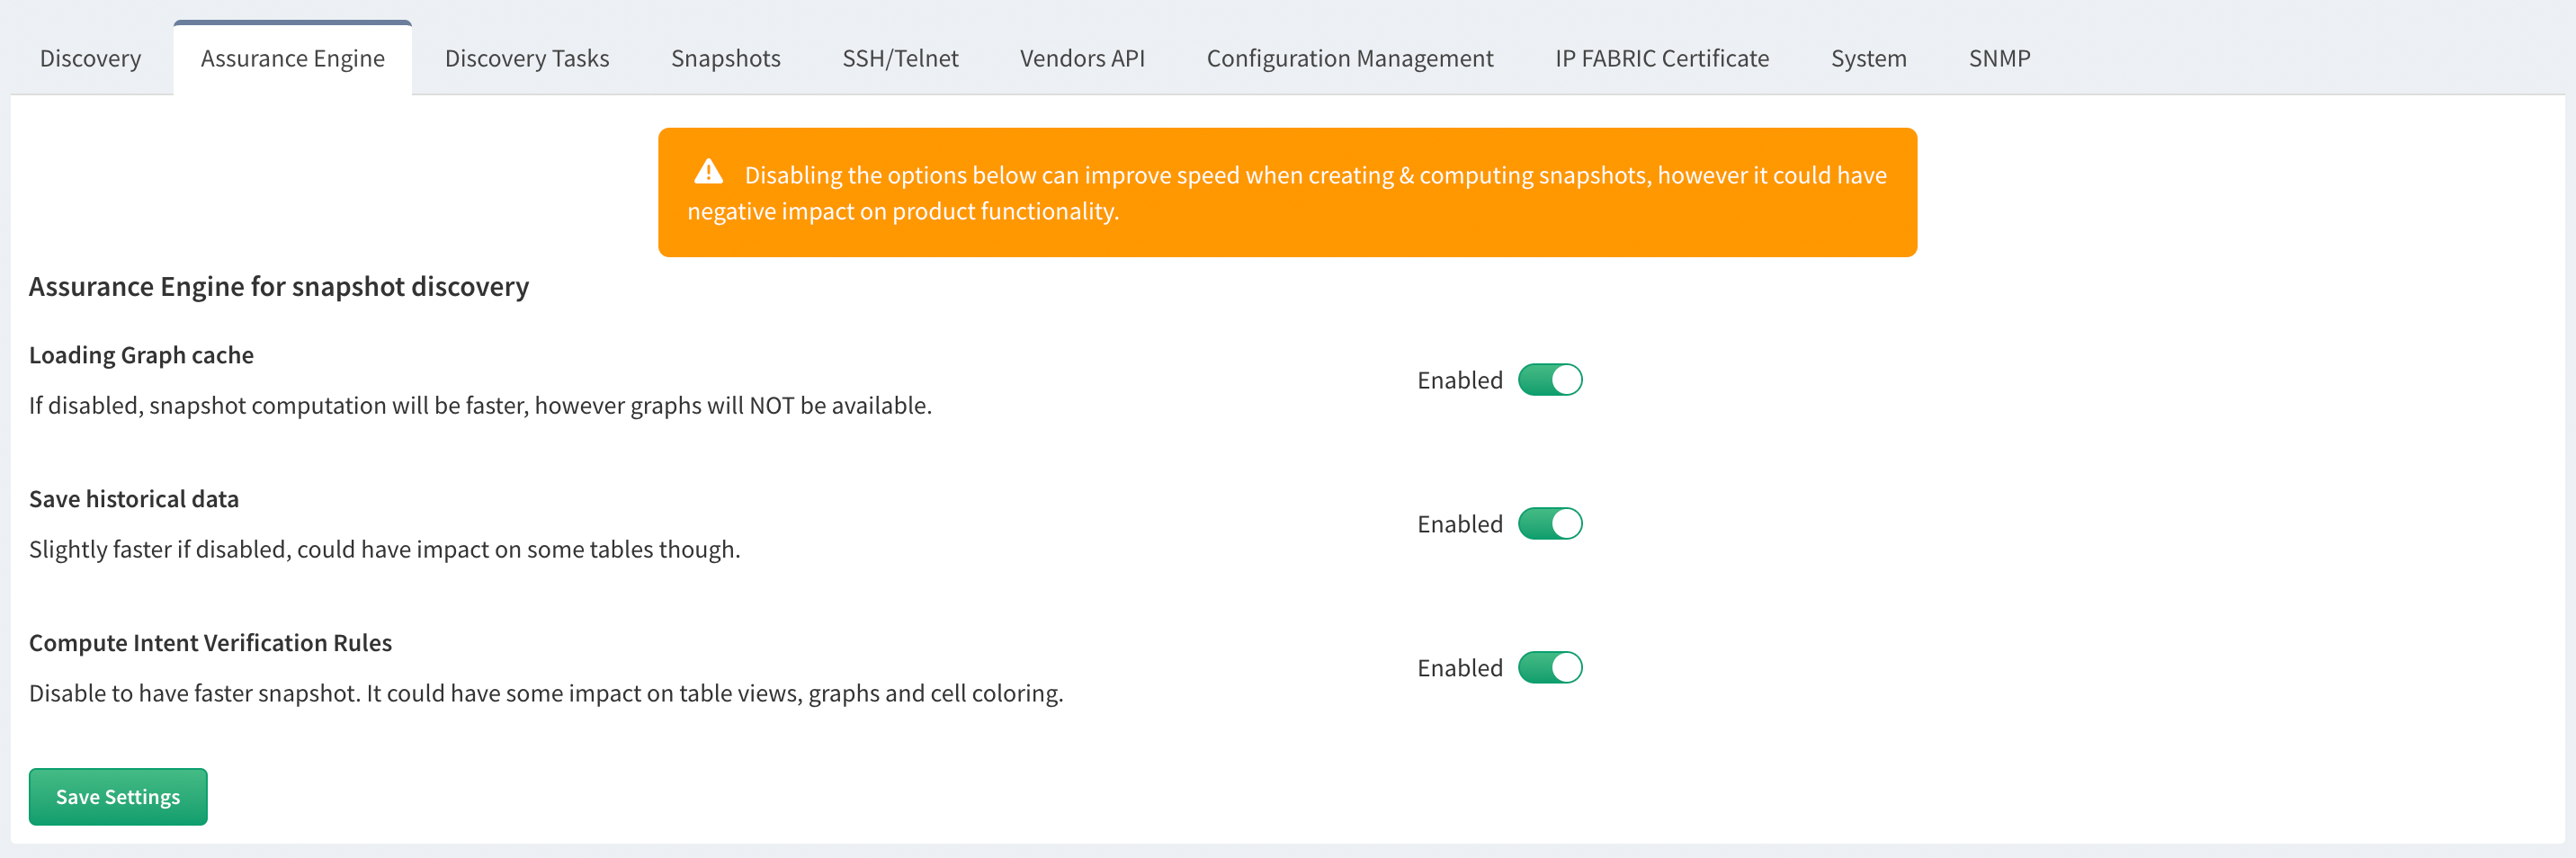 Discovery
Assurance Engine
Discovery Tasks
Snapshots
SSH/Telnet
Vendors API
Configuration Management
IP FABRIC Certificate
System
SNMP
Disabling the options below can improve speed when creating & computing snapshots, however it could have
negative impact on product functionality.
Assurance Engine for snapshot discovery
Loading Graph cache
If disabled, snapshot computation will be faster, however graphs will NOT be available.
Enabled
Save historical data
Slightly faster if disabled, could have impact on some tables though.
Enabled
Compute Intent Verification Rules
Disable to have faster snapshot. It could have some impact on table views, graphs and cell coloring.
Enabled
Save Settings